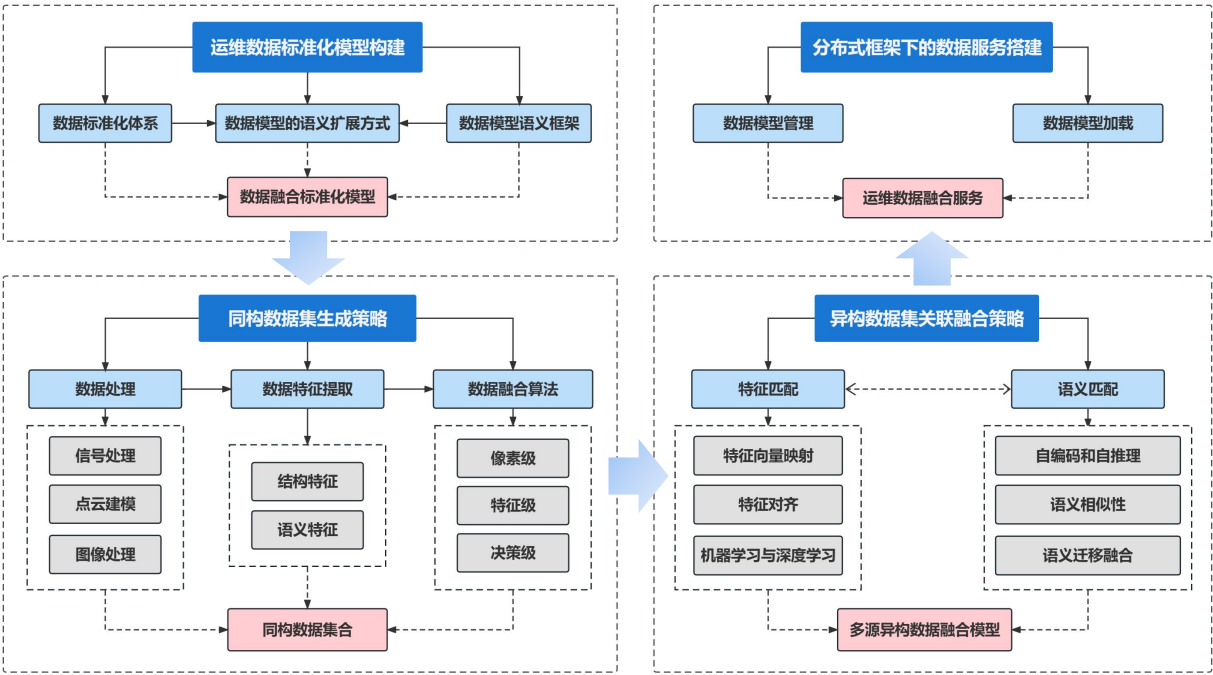 运维数据标准化模型构建
数据标准化体系
数据模型的语义扩展方式
数据模型语义框架
数据融合标准化模型
分布式框架下的数据服务搭建
数据模型管理
数据模型加载
运维数据融合服务
同构数据集生成策略
数据处理
数据特征提取
数据融合算法
信号处理
点云建模
图像处理
结构特征
语义特征
像素级
特征级
决策级
同构数据集合
异构数据集关联融合策略
特征匹配
语义匹配
特征向量映射
特征对齐
机器学习与深度学习
自编码和自推理
语义相似性
语义迁移融合
多源异构数据融合模型